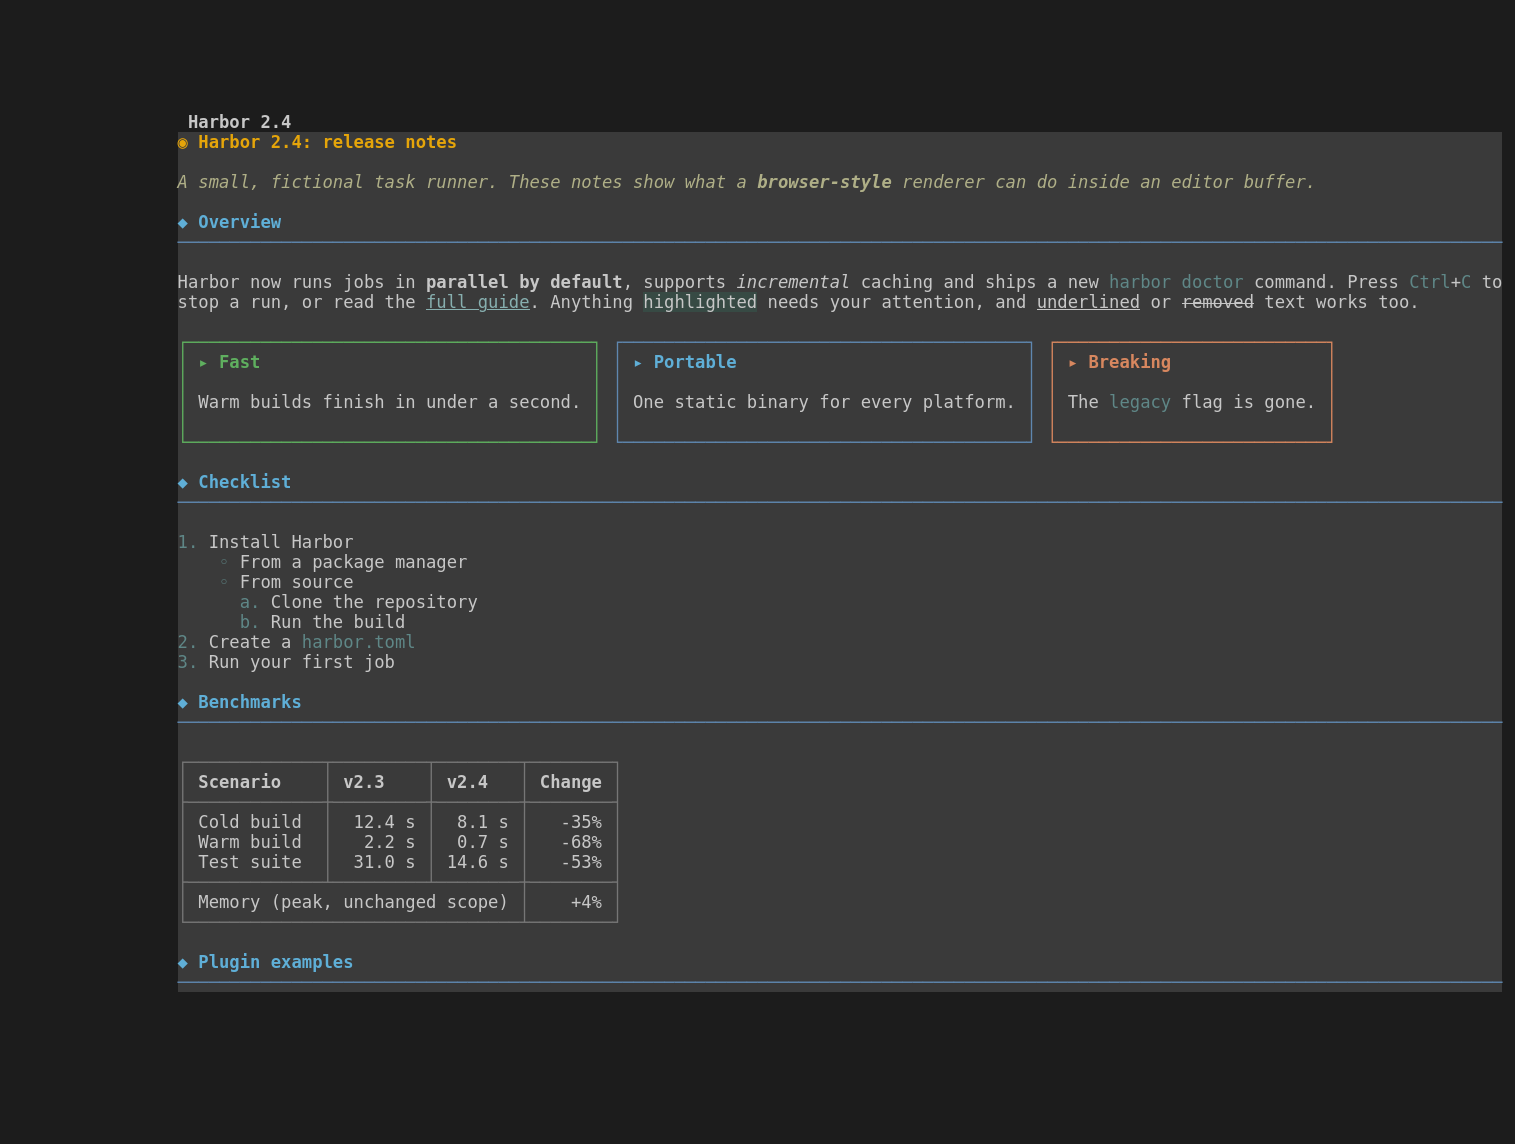 Harbor 2.4
◉ Harbor 2.4: release notes
A small, fictional task runner. These notes show what a browser-style renderer can do inside an editor buffer.
◆ Overview
Harbor now runs jobs in parallel by default, supports incremental caching and ships a new harbor doctor command. Press Ctrl+C to
stop a run, or read the full guide. Anything highlighted needs your attention, and underlined or removed text works too.
▸ Fast
Warm builds finish in under a second.
▸ Portable
One static binary for every platform.
▸ Breaking
The legacy flag is gone.
◆ Checklist
1. Install Harbor
◦ From a package manager
◦ From source
a. Clone the repository
b. Run the build
2. Create a harbor.toml
3. Run your first job
◆ Benchmarks
Scenario v2.3 v2.4 Change
Cold build 12.4 s 8.1 s -35%
Warm build 2.2 s 0.7 s -68%
Test suite 31.0 s 14.6 s -53%
Memory (peak, unchanged scope) +4%
◆ Plugin examples